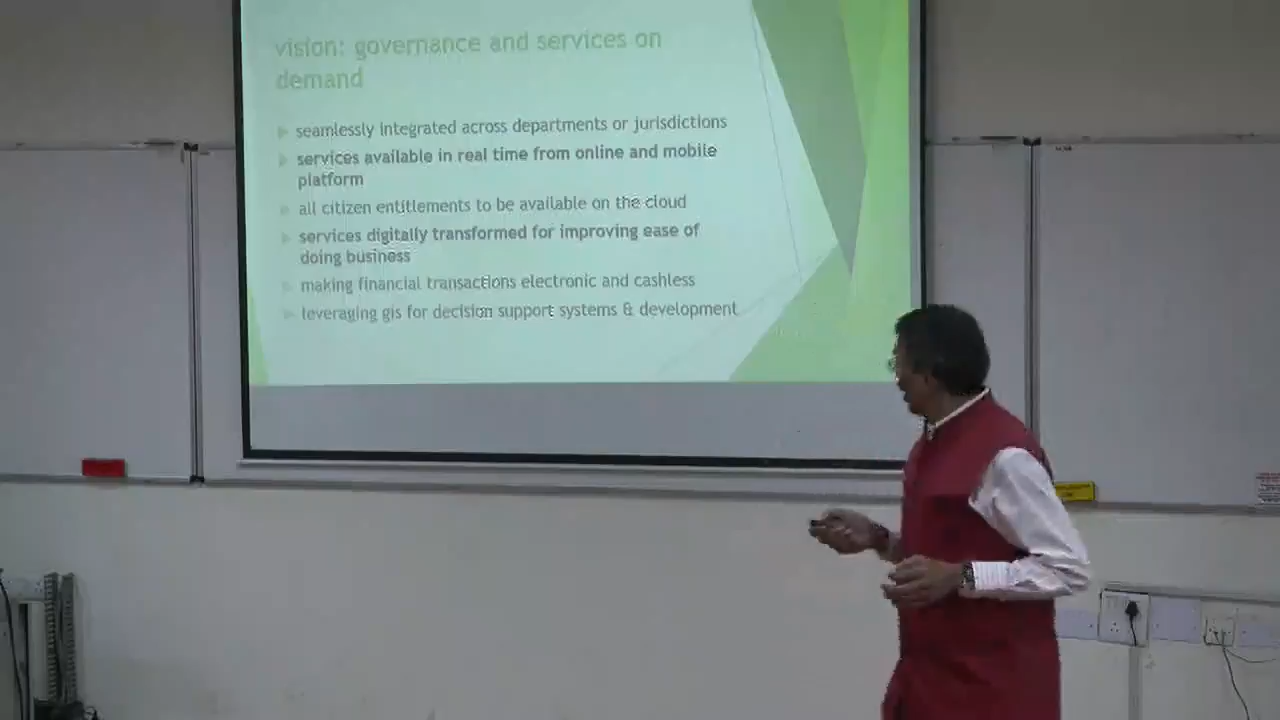 vision: governance and services on
demand
seamlessly integrated across departments or jurisdictions
services available in real time from online and mobile
platform
all citizen entitlements to be available on the cloud
services digitally transformed for improving ease of
doing business
making financial transactions electronic and cashless
leveraging gis for decision support systems & development